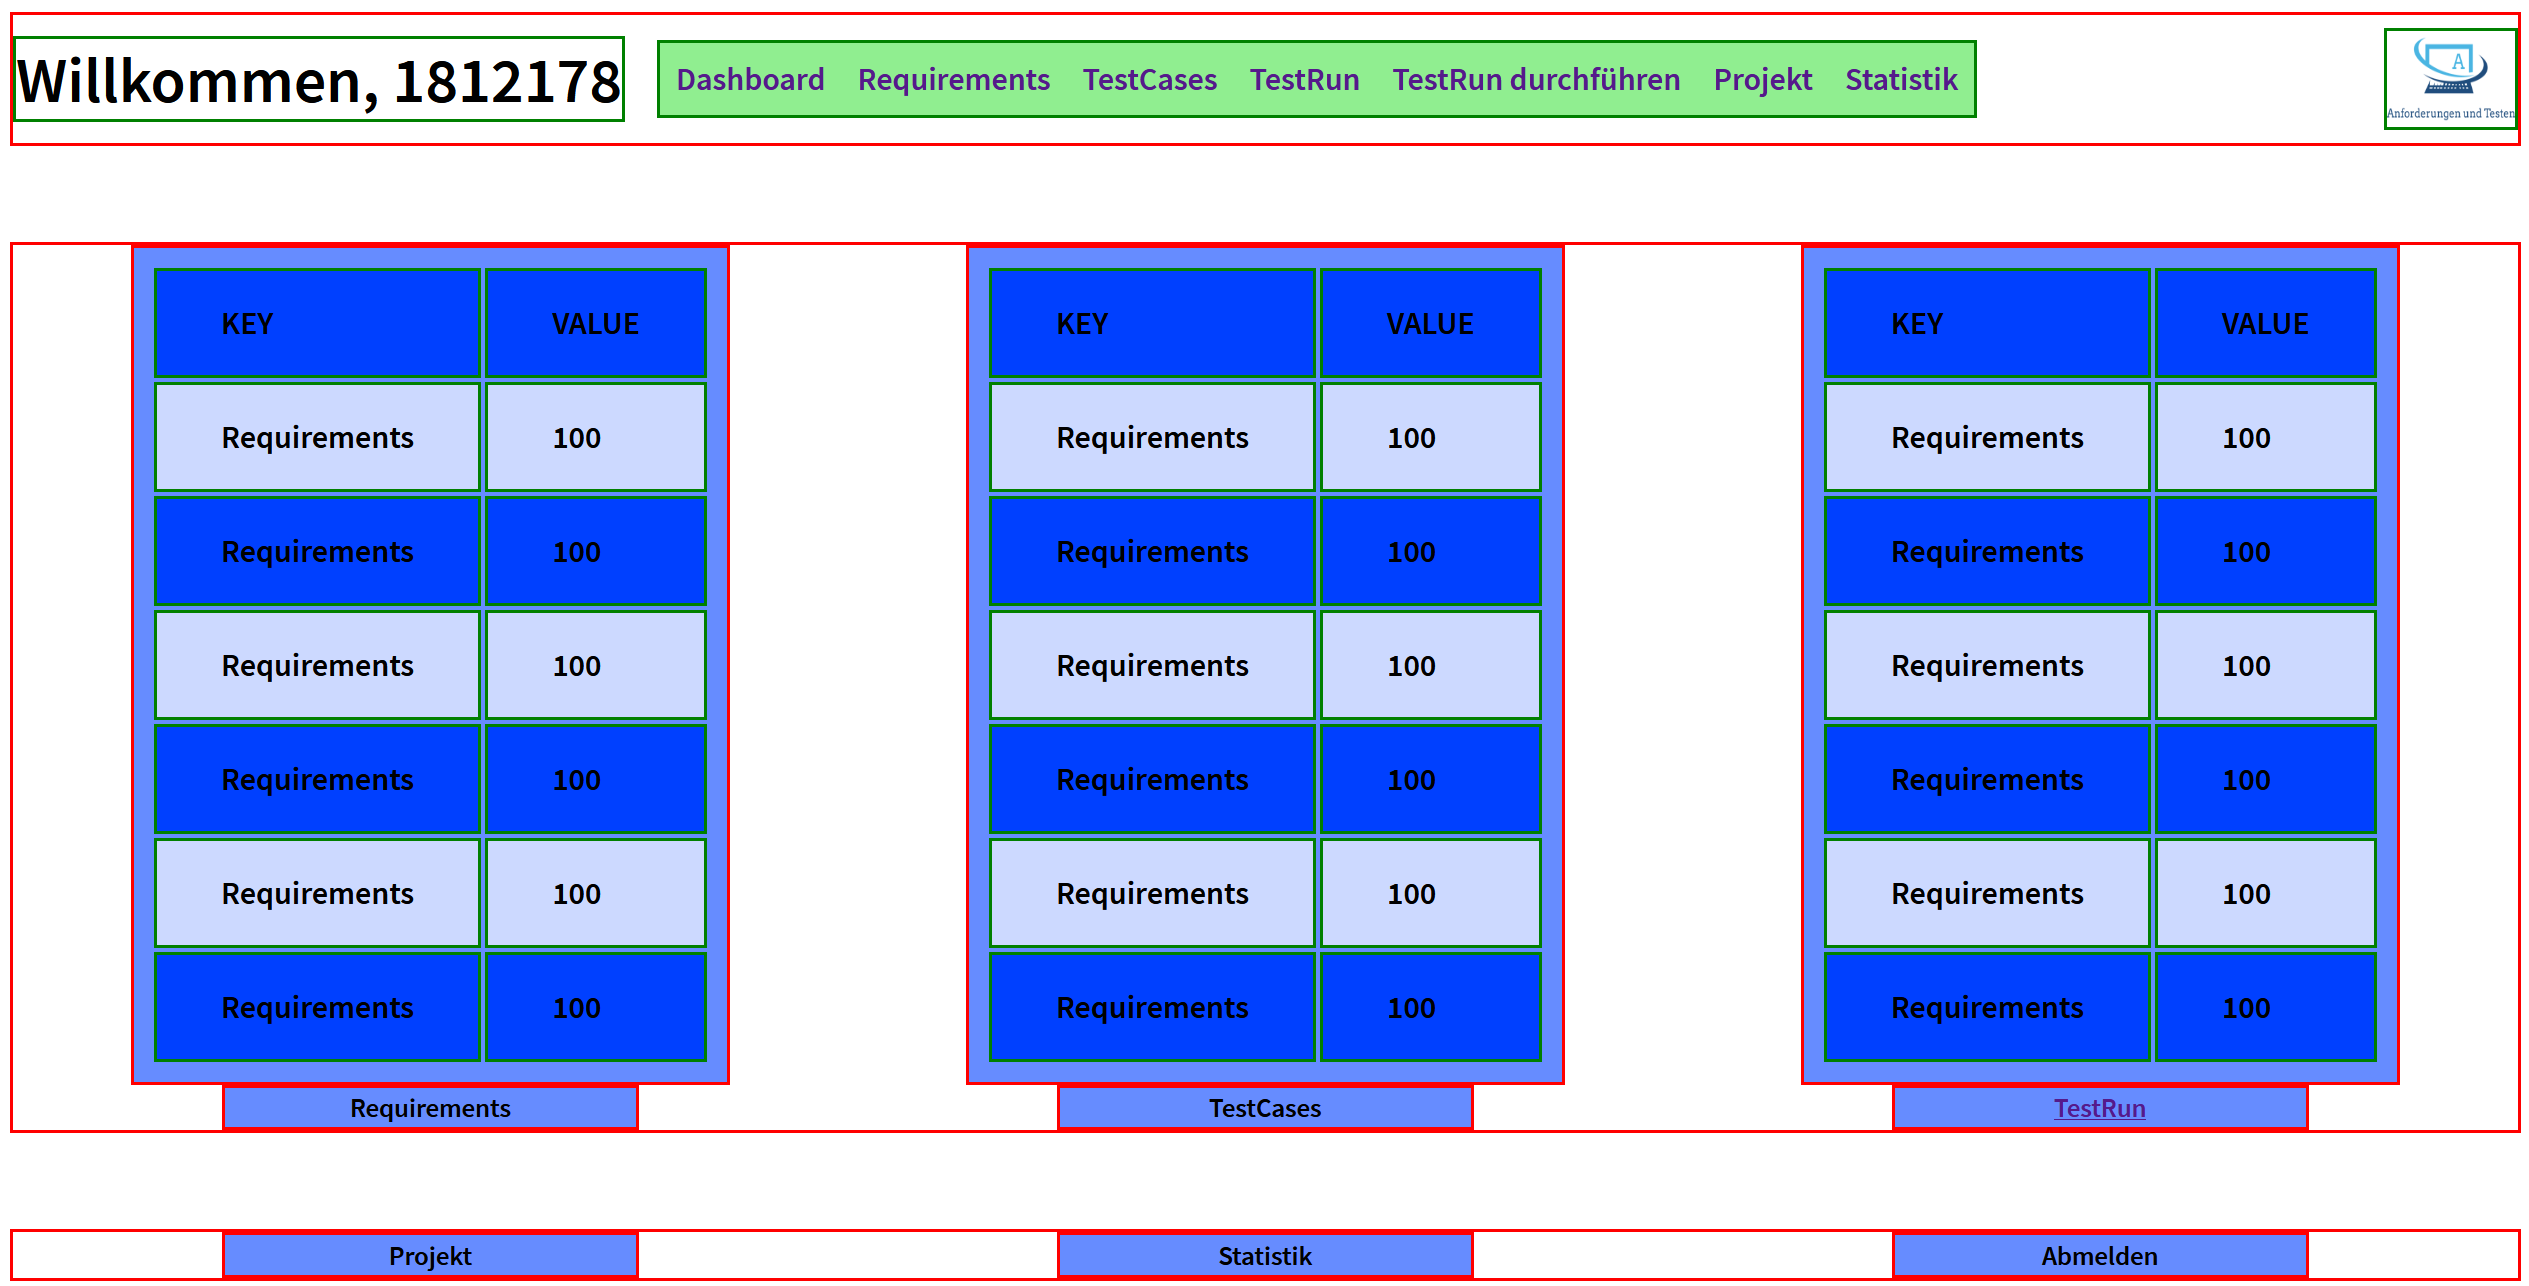 Willkommen, 1812178
Dashboard Requirements TestCases TestRun TestRun durchführen Projekt Statistik
A
Anforderungen und Testen
KEY VALUE KEY VALUE KEY VALUE
Requirements 100 Requirements 100 Requirements 100
Requirements 100 Requirements 100 Requirements 100
Requirements 100 Requirements 100 Requirements 100
Requirements 100 Requirements 100 Requirements 100
Requirements 100 Requirements 100 Requirements 100
Requirements 100 Requirements 100 Requirements 100
Requirements TestCases TestRun
Projekt Statistik Abmelden